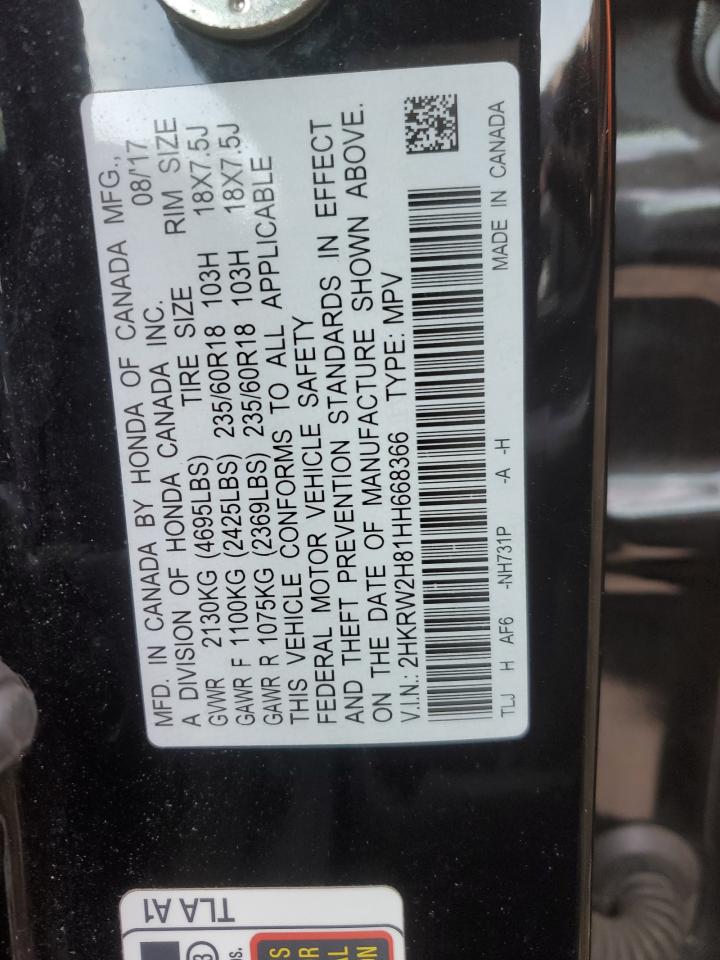 MFD. IN CANADA BY HONDA OF CANADA MFG.,
A DIVISION OF HONDA CANADA INC. 08/'17
TIRE SIZE RIM SIZE
GVWR 2130KG (4695LBS)
GAWR F 1100KG (2425LBS) 235/60R18 103H 18X7.5J
GAWR R 1075KG (2369LBS) 235/60R18 103H 18X7.5J
THIS VEHICLE CONFORMS TO ALL APPLICABLE
FEDERAL MOTOR VEHICLE SAFETY
AND THEFT PREVENTION STANDARDS IN EFFECT
ON THE DATE OF MANUFACTURE SHOWN ABOVE.
V.I.N.: 2HKRW2H81HH668366 TYPE: MPV
TLJ H AF6 -NH731P -A -H MADE IN CANADA
TLA A1